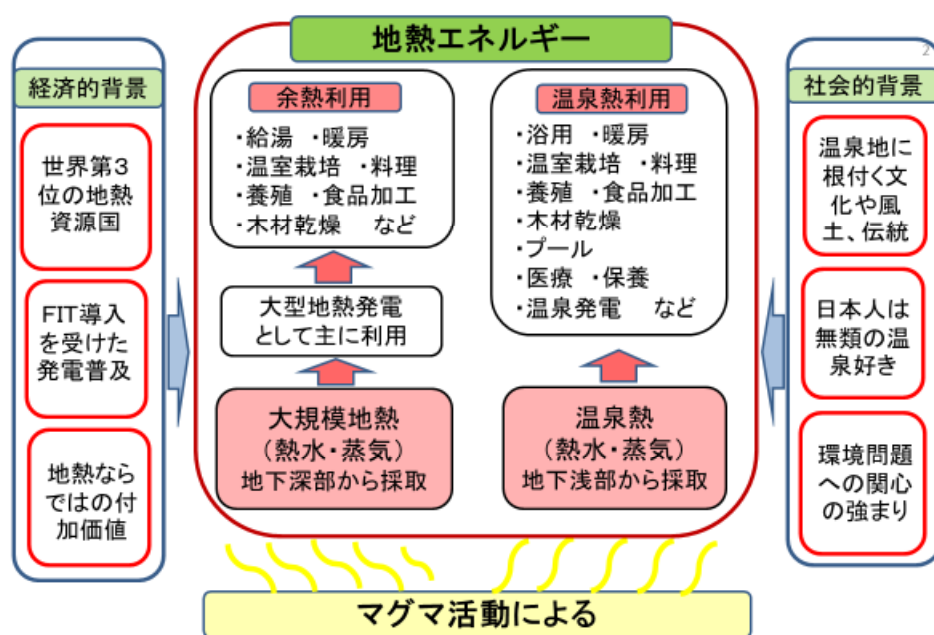 地熱エネルギー
2
経済的背景
世界第3
位の地熱
資源国
FIT導入
を受けた
発電普及
地熱なら
ではの付
加価値
余熱利用
・給湯 ・暖房
・温室栽培 ・料理
・養殖 ・食品加工
・木材乾燥 など
大型地熱発電
として主に利用
大規模地熱
(熱水・蒸気)
地下深部から採取
温泉熱利用
・浴用 ・暖房
・温室栽培 ・料理
・養殖 ・食品加工
・木材乾燥
・プール
・医療 ・保養
・温泉発電 など
温泉熱
(熱水・蒸気)
地下浅部から採取
社会的背景
温泉地に
根付く文
化や風
土、伝統
日本人は
無類の温
泉好き
環境問題
への関心
の強まり
マグマ活動による